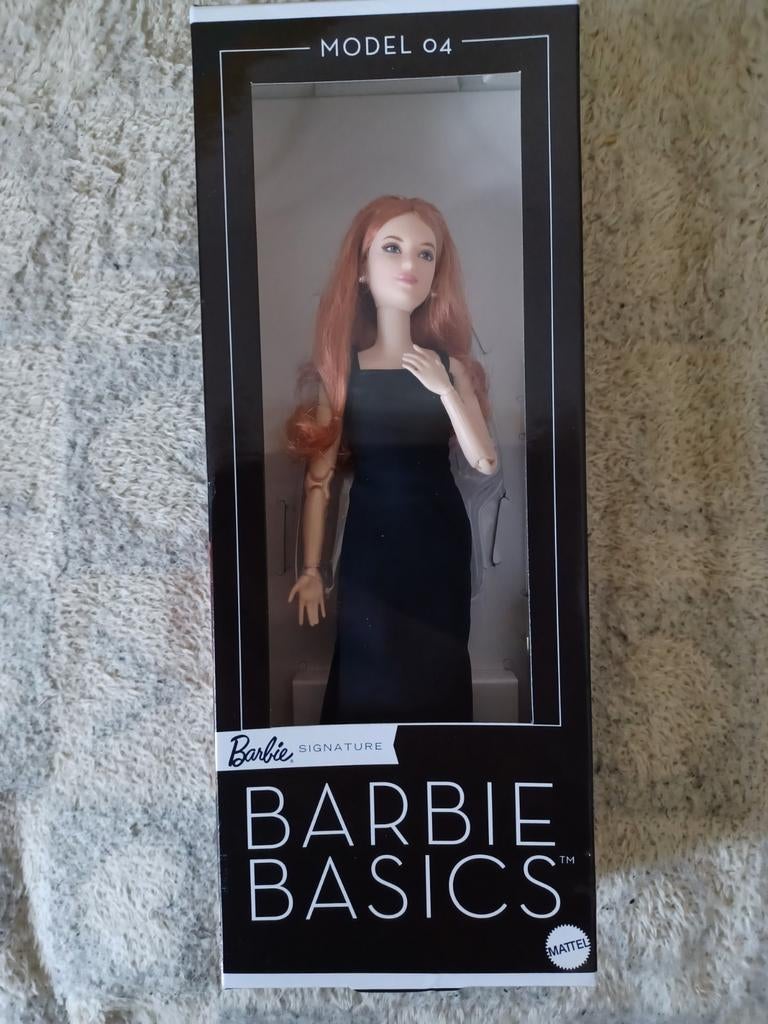 MODEL 04
Barbie® SIGNATURE
BARBIE
BASICS™
MATTEL